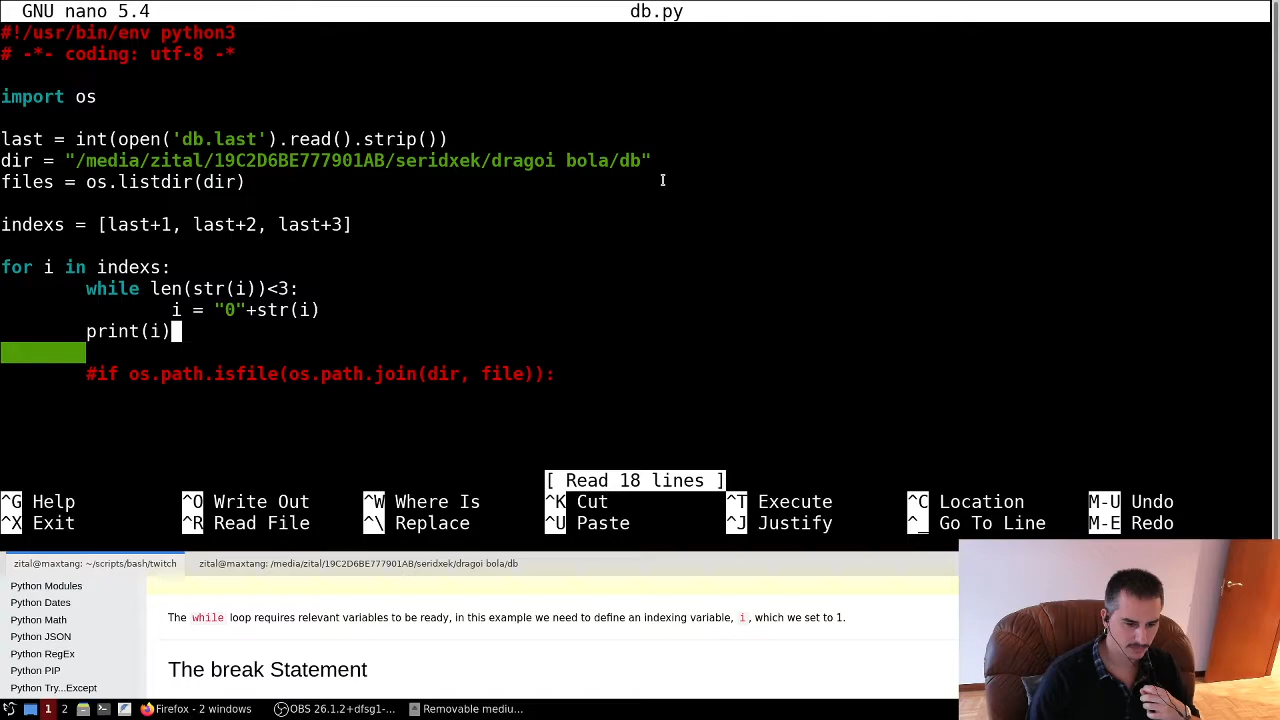 GNU nano 5.4 db.py
#!/usr/bin/env python3
# -*- coding: utf-8 -*
import os
last = int(open('db.last').read().strip())
dir = "/media/zital/19C2D6BE777901AB/seridxek/dragoi bola/db"
files = os.listdir(dir)
indexs = [last+1, last+2, last+3]
for i in indexs:
while len(str(i))<3:
i = "0"+str(i)
print(i)
#if os.path.isfile(os.path.join(dir, file)):
[ Read 18 lines ]
^G Help ^O Write Out ^W Where Is ^K Cut ^T Execute ^C Location M-U Undo
^X Exit ^R Read File ^\ Replace ^U Paste ^J Justify ^_ Go To Line M-E Redo
zital@maxtang: ~/scripts/bash/twitch zital@maxtang: /media/zital/19C2D6BE777901AB/seridxek/dragoi bola/db
Python Modules
Python Dates
Python Math
Python JSON
Python RegEx
Python PIP
Python Try...Except
The while loop requires relevant variables to be ready, in this example we need to define an indexing variable, i, which we set to 1.
The break Statement
1 2 Firefox - 2 windows OBS 26.1.2+dfsg1-... Removable mediu...